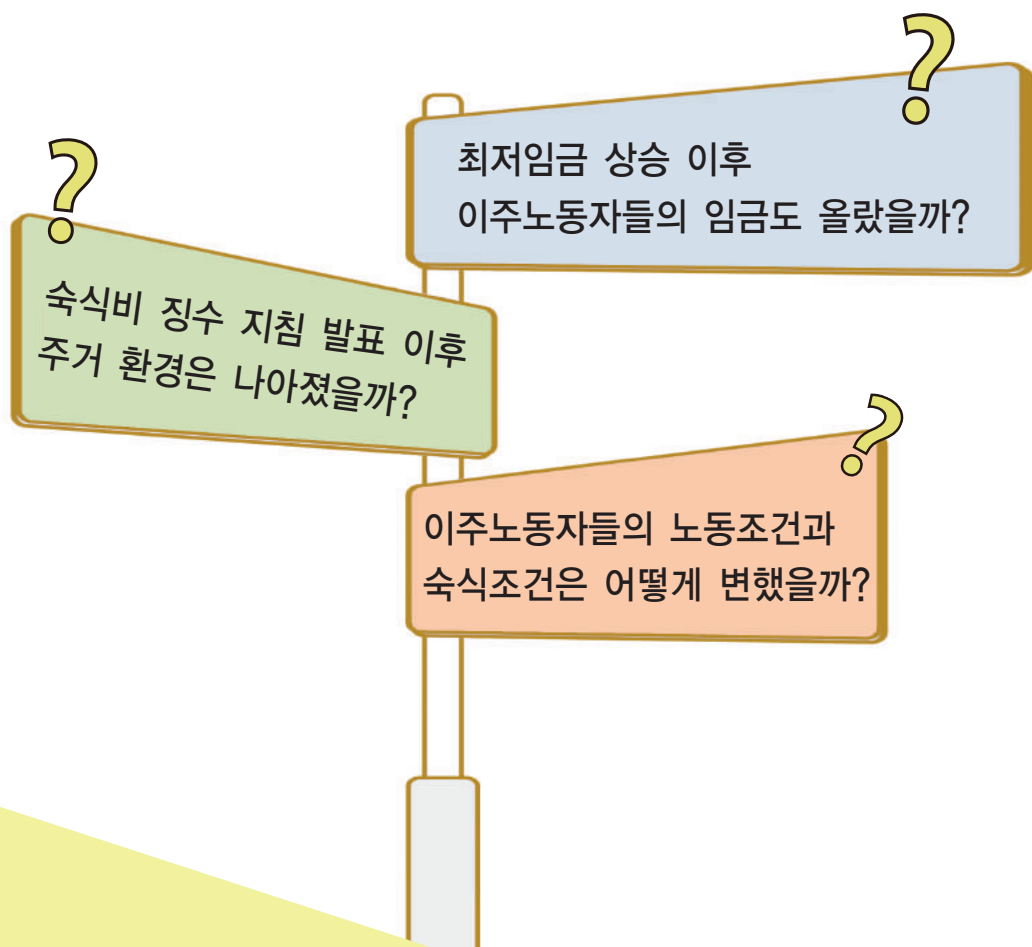 ?
최저임금 상승 이후
이주노동자들의 임금도 올랐을까?
?
숙식비 징수 지침 발표 이후
주거 환경은 나아졌을까?
?
이주노동자들의 노동조건과
숙식조건은 어떻게 변했을까?